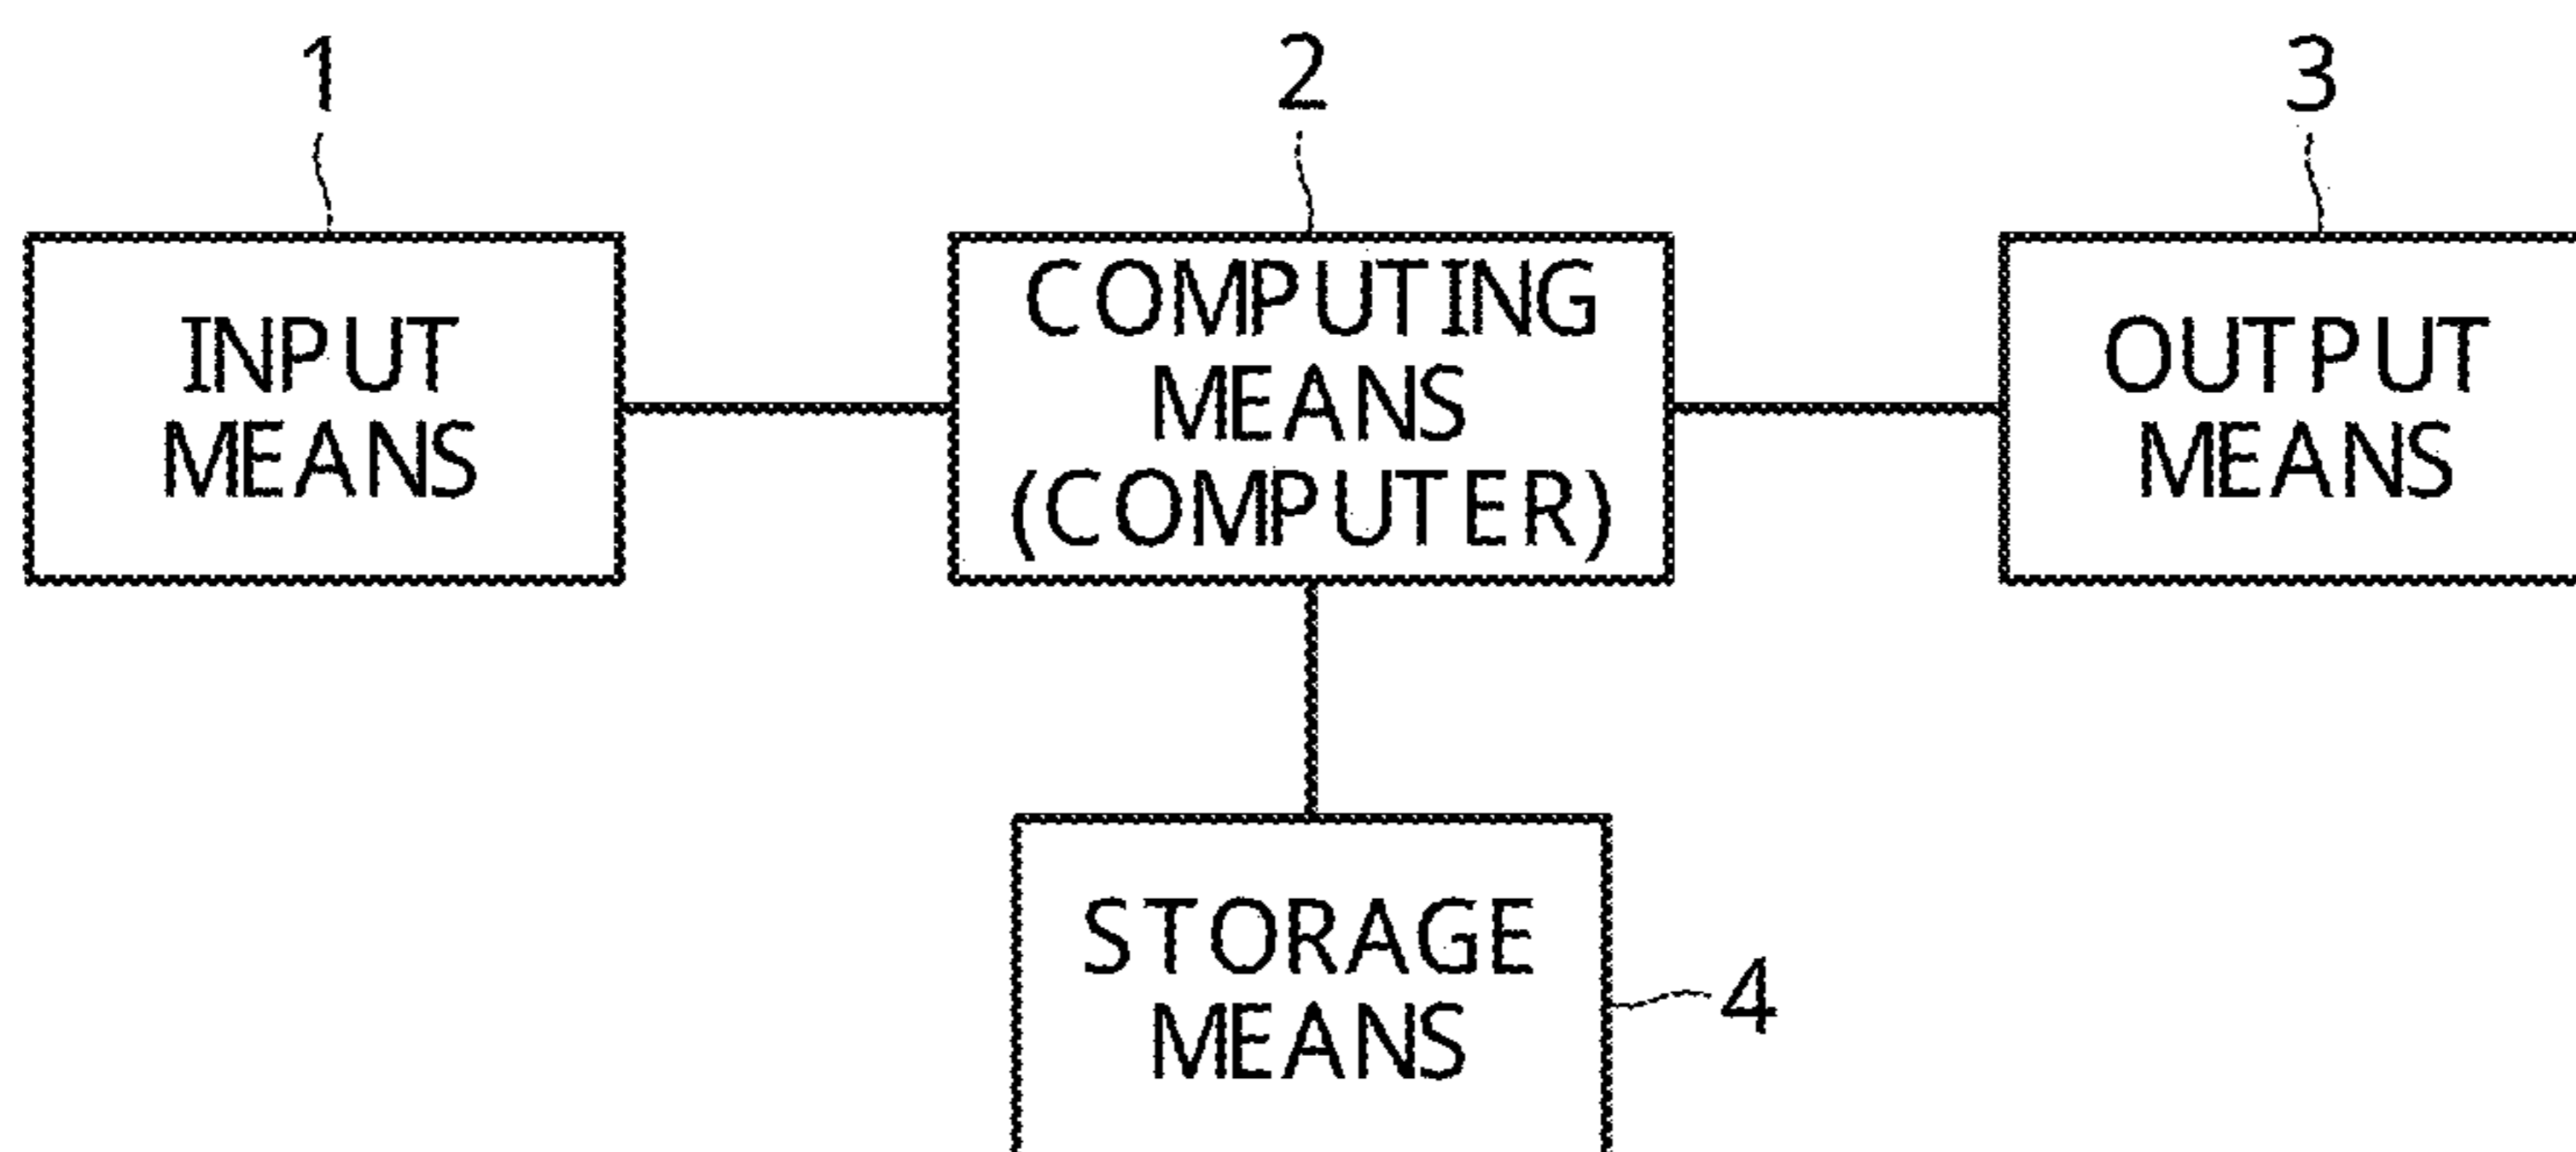 1
2
3
INPUT
MEANS
COMPUTING
MEANS
(COMPUTER)
OUTPUT
MEANS
STORAGE
MEANS
4